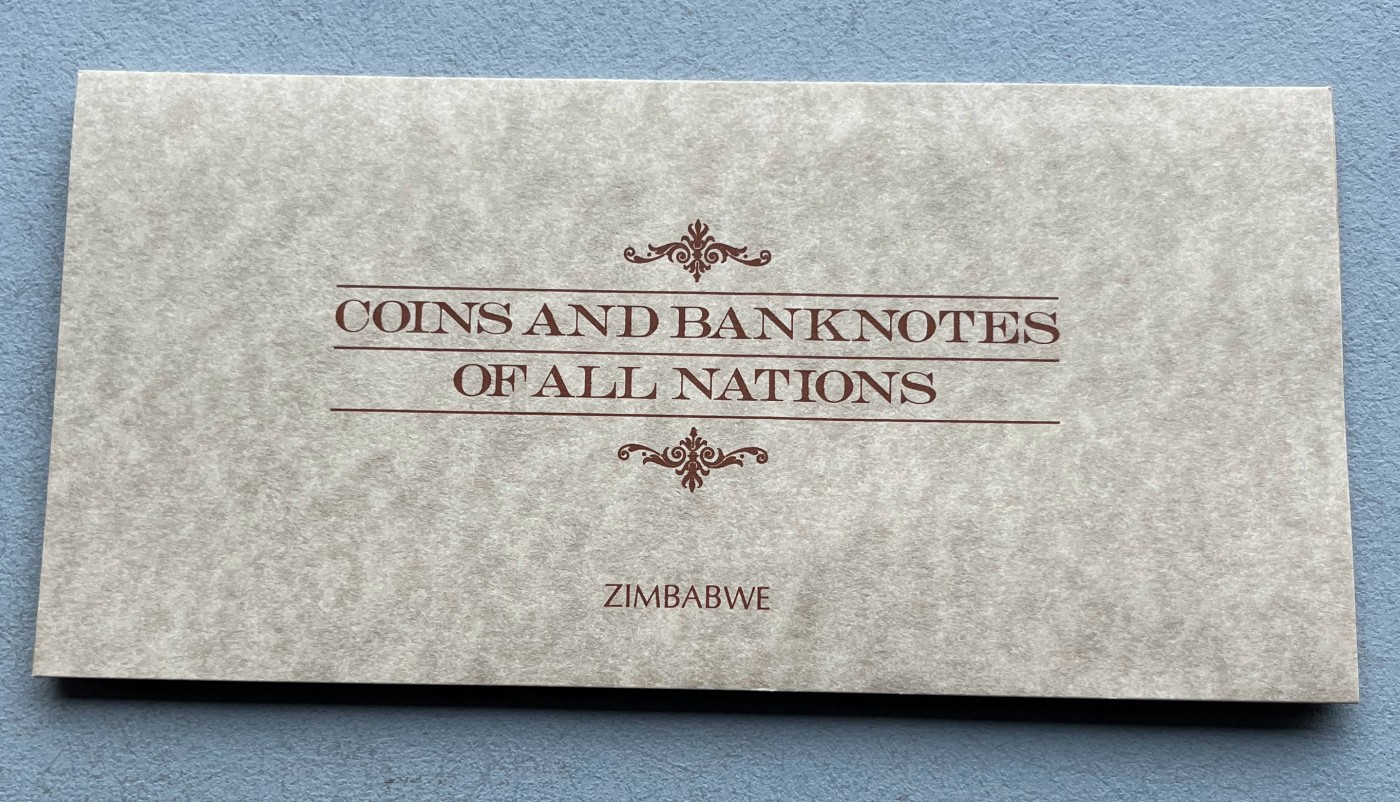 COINS AND BANKNOTES
OF ALL NATIONS
ZIMBABWE